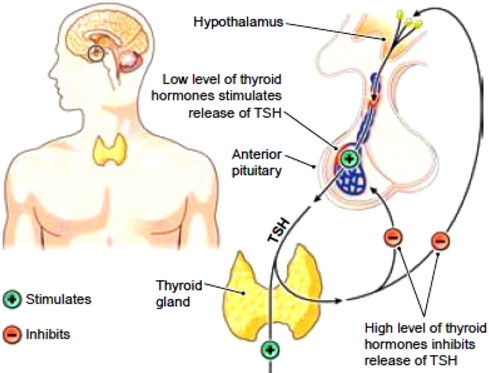 Hypothalamus
Low level of thyroid
hormones stimulates
release of TSH
Anterior
pituitary
TSH
Thyroid
gland
+ Stimulates
- Inhibits
High level of thyroid
hormones inhibits
release of TSH